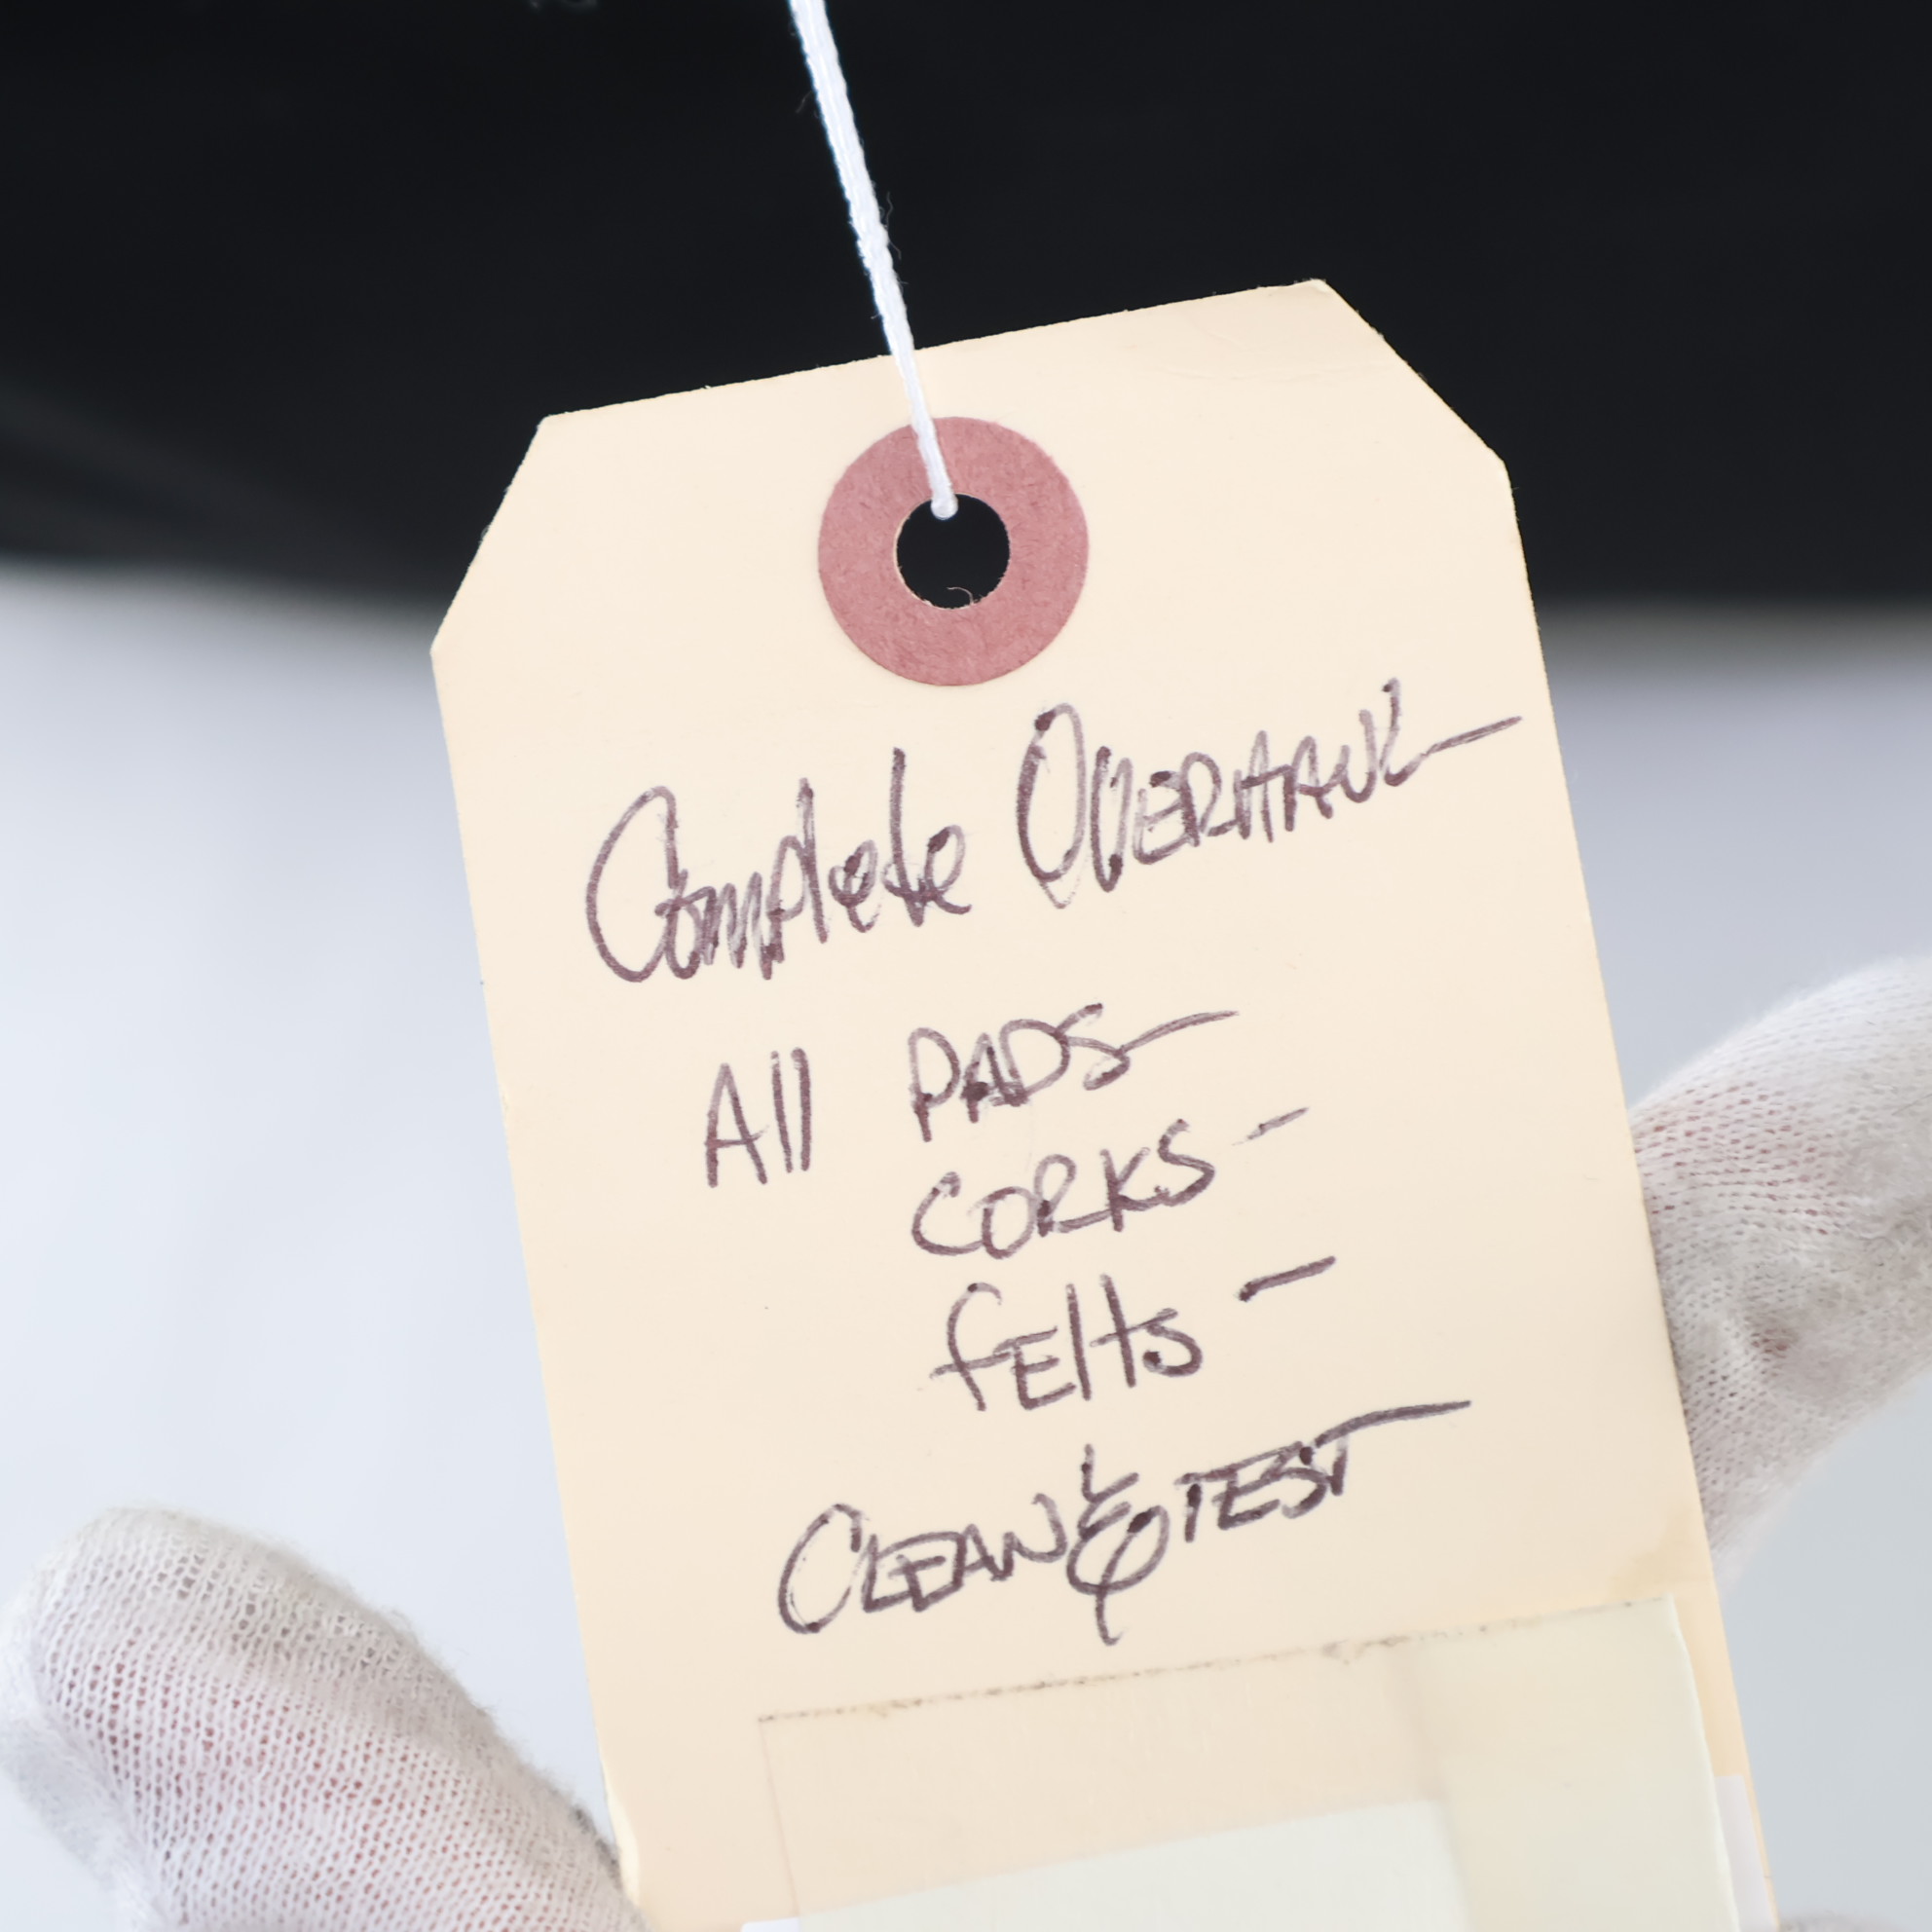 Complete Overhaul-
All PADS-
CORKS-
fElts-
CLEAN & TEST